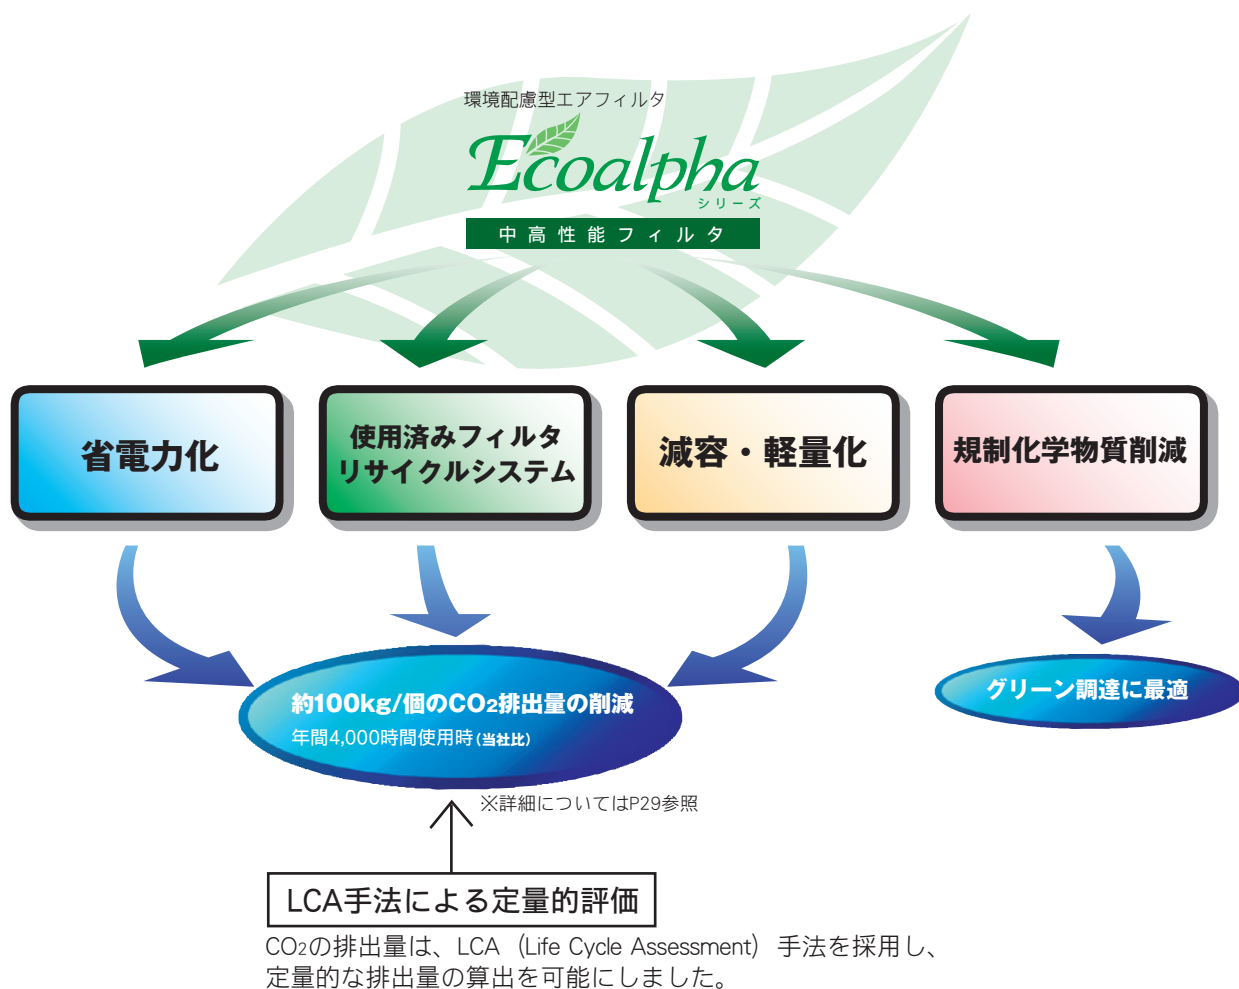 環境配慮型エアフィルタ
Ecoalpha
シリーズ
中高性能フィルタ
省電力化
使用済みフィルタ
リサイクルシステム
減容・軽量化
規制化学物質削減
約100kg/個のCO2排出量の削減
年間4,000時間使用時(当社比)
グリーン調達に最適
※詳細についてはP29参照
LCA手法による定量的評価
CO2の排出量は、LCA（Life Cycle Assessment）手法を採用し、
定量的な排出量の算出を可能にしました。